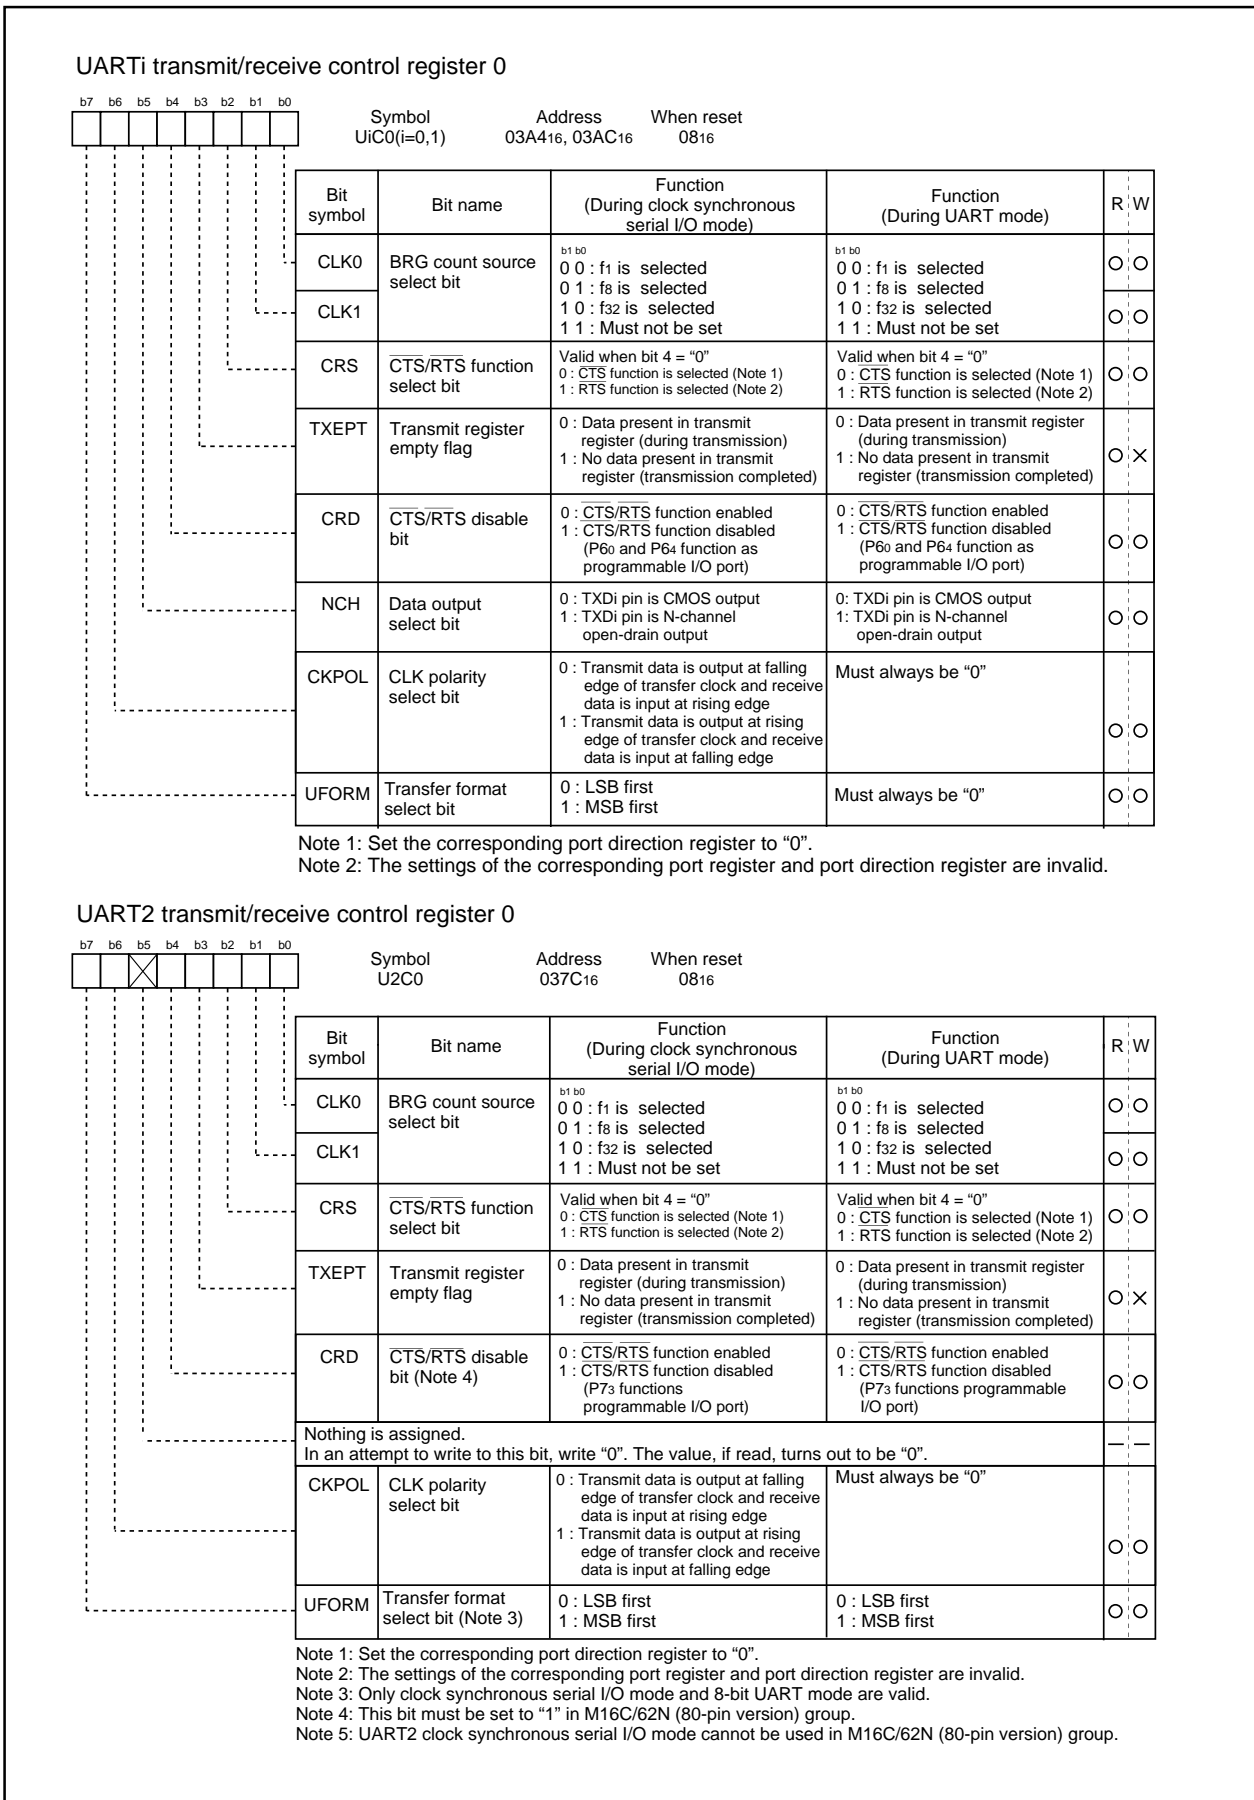 UARTi transmit/receive control register 0
b7 b6 b5 b4 b3 b2 b1 b0
Symbol Address When reset
UiC0(i=0,1) 03A416, 03AC16 0816
Bit symbol Bit name Function (During clock synchronous serial I/O mode) Function (During UART mode) R W
CLK0 BRG count source select bit
CLK1
b1 b0
0 0 : f1 is selected
0 1 : f8 is selected
1 0 : f32 is selected
1 1 : Must not be set
b1 b0
0 0 : f1 is selected
0 1 : f8 is selected
1 0 : f32 is selected
1 1 : Must not be set
CRS CTS/RTS function select bit
Valid when bit 4 = “0”
0 : CTS function is selected (Note 1)
1 : RTS function is selected (Note 2)
Valid when bit 4 = “0”
0 : CTS function is selected (Note 1)
1 : RTS function is selected (Note 2)
TXEPT Transmit register empty flag
0 : Data present in transmit
register (during transmission)
1 : No data present in transmit
register (transmission completed)
0 : Data present in transmit register
(during transmission)
1 : No data present in transmit
register (transmission completed)
CRD CTS/RTS disable bit
0 : CTS/RTS function enabled
1 : CTS/RTS function disabled
(P60 and P64 function as
programmable I/O port)
0 : CTS/RTS function enabled
1 : CTS/RTS function disabled
(P60 and P64 function as
programmable I/O port)
NCH Data output select bit
0 : TXDi pin is CMOS output
1 : TXDi pin is N-channel
open-drain output
0: TXDi pin is CMOS output
1: TXDi pin is N-channel
open-drain output
CKPOL CLK polarity select bit
0 : Transmit data is output at falling
edge of transfer clock and receive
data is input at rising edge
1 : Transmit data is output at rising
edge of transfer clock and receive
data is input at falling edge
Must always be “0”
UFORM Transfer format select bit
0 : LSB first
1 : MSB first
Must always be “0”
Note 1: Set the corresponding port direction register to “0”.
Note 2: The settings of the corresponding port register and port direction register are invalid.
UART2 transmit/receive control register 0
b7 b6 b5 b4 b3 b2 b1 b0
Symbol Address When reset
U2C0 037C16 0816
Bit symbol Bit name Function (During clock synchronous serial I/O mode) Function (During UART mode) R W
CLK0 BRG count source select bit
CLK1
b1 b0
0 0 : f1 is selected
0 1 : f8 is selected
1 0 : f32 is selected
1 1 : Must not be set
b1 b0
0 0 : f1 is selected
0 1 : f8 is selected
1 0 : f32 is selected
1 1 : Must not be set
CRS CTS/RTS function select bit
Valid when bit 4 = “0”
0 : CTS function is selected (Note 1)
1 : RTS function is selected (Note 2)
Valid when bit 4 = “0”
0 : CTS function is selected (Note 1)
1 : RTS function is selected (Note 2)
TXEPT Transmit register empty flag
0 : Data present in transmit
register (during transmission)
1 : No data present in transmit
register (transmission completed)
0 : Data present in transmit register
(during transmission)
1 : No data present in transmit
register (transmission completed)
CRD CTS/RTS disable bit (Note 4)
0 : CTS/RTS function enabled
1 : CTS/RTS function disabled
(P73 functions
programmable I/O port)
0 : CTS/RTS function enabled
1 : CTS/RTS function disabled
(P73 functions programmable
I/O port)
Nothing is assigned.
In an attempt to write to this bit, write “0”. The value, if read, turns out to be “0”.
CKPOL CLK polarity select bit
0 : Transmit data is output at falling
edge of transfer clock and receive
data is input at rising edge
1 : Transmit data is output at rising
edge of transfer clock and receive
data is input at falling edge
Must always be “0”
UFORM Transfer format select bit (Note 3)
0 : LSB first
1 : MSB first
0 : LSB first
1 : MSB first
Note 1: Set the corresponding port direction register to “0”.
Note 2: The settings of the corresponding port register and port direction register are invalid.
Note 3: Only clock synchronous serial I/O mode and 8-bit UART mode are valid.
Note 4: This bit must be set to “1” in M16C/62N (80-pin version) group.
Note 5: UART2 clock synchronous serial I/O mode cannot be used in M16C/62N (80-pin version) group.